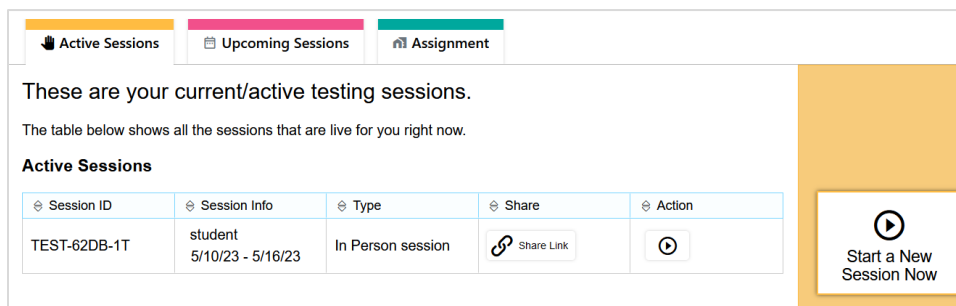 Active Sessions
Upcoming Sessions
Assignment
These are your current/active testing sessions.
The table below shows all the sessions that are live for you right now.
Active Sessions
Session ID Session Info Type Share Action
TEST-62DB-1T student 5/10/23 - 5/16/23 In Person session Share Link
Start a New
Session Now